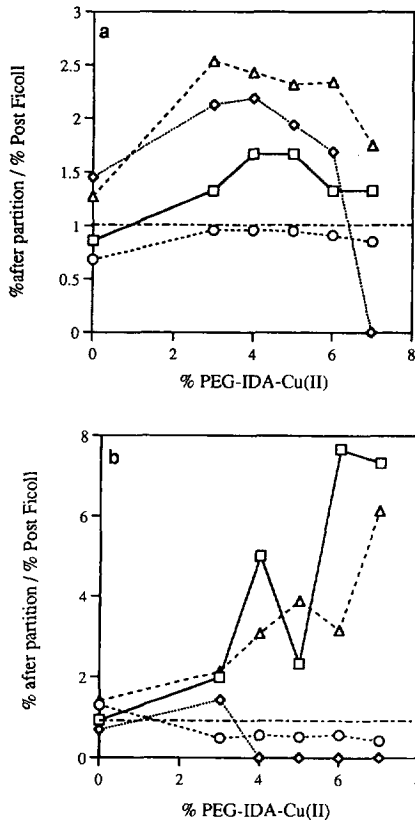 a
3
2.5
2
1.5
1
0.5
0
%after partition / % Post Ficoll
0 2 4 6 8
% PEG-IDA-Cu(II)
b
8
6
4
2
0
% after partition / % Post Ficoll
0 2 4 6
% PEG-IDA-Cu(II)